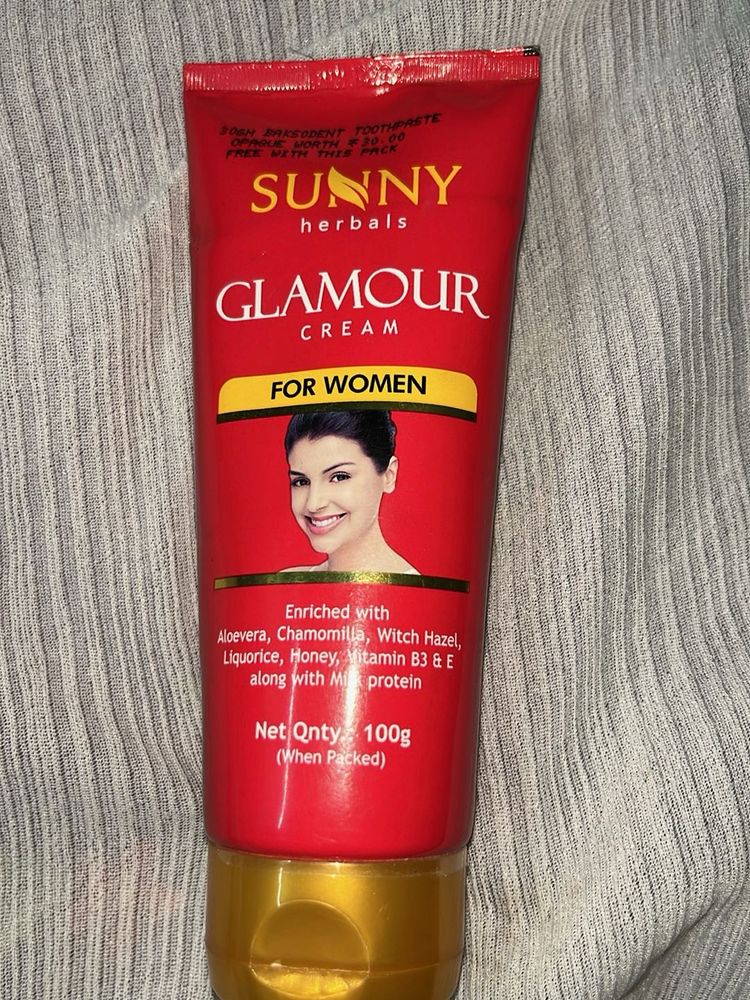 30GM BAKSODENT TOOTHPASTE
OPAQUE WORTH ₹30.00
FREE WITH THIS PACK
SUNNY
herbals
GLAMOUR
CREAM
FOR WOMEN
Enriched with
Aloevera, Chamomilla, Witch Hazel,
Liquorice, Honey, Vitamin B3 & E
along with Milk protein
Net Qnty.: 100g
(When Packed)